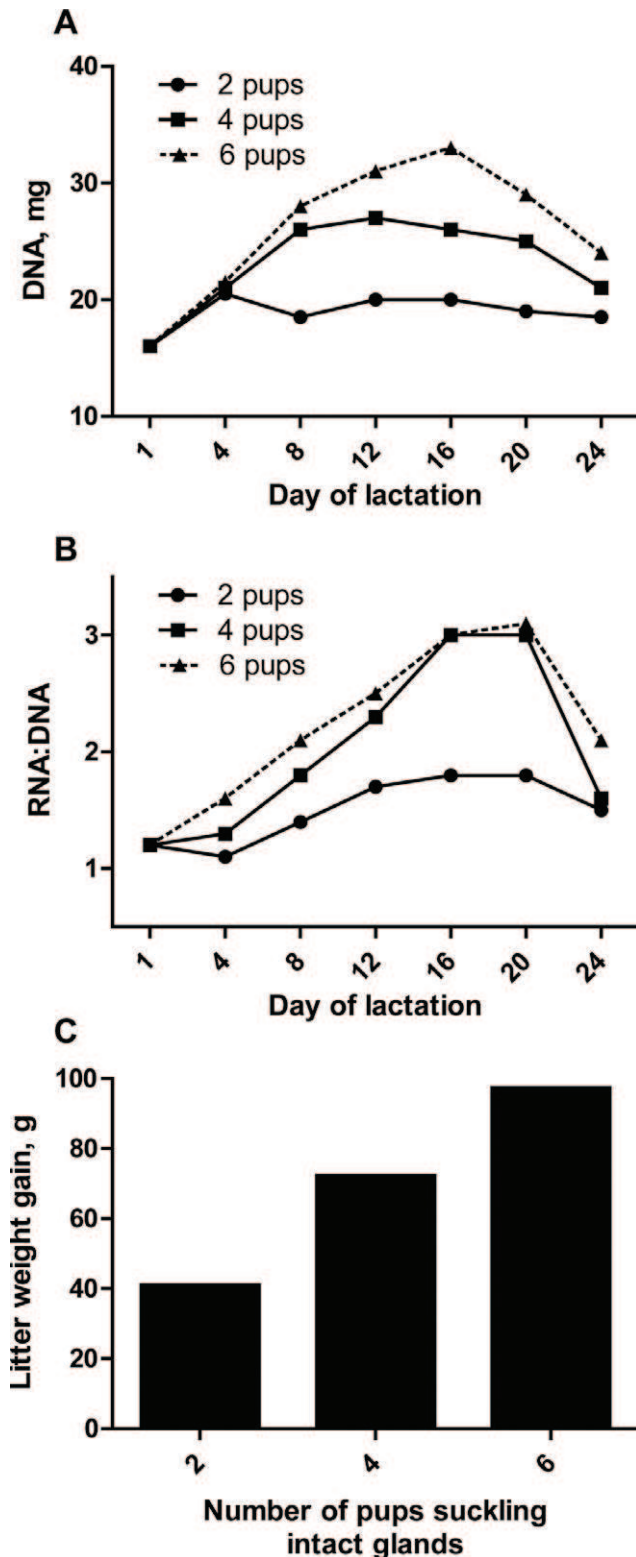 A
40
30
20
10
DNA, mg
2 pups
4 pups
6 pups
1 4 8 12 16 20 24
Day of lactation
B
3
2
1
RNA:DNA
2 pups
4 pups
6 pups
1 4 8 12 16 20 24
Day of lactation
C
100
80
60
40
20
0
Litter weight gain, g
2 4 6
Number of pups suckling
intact glands